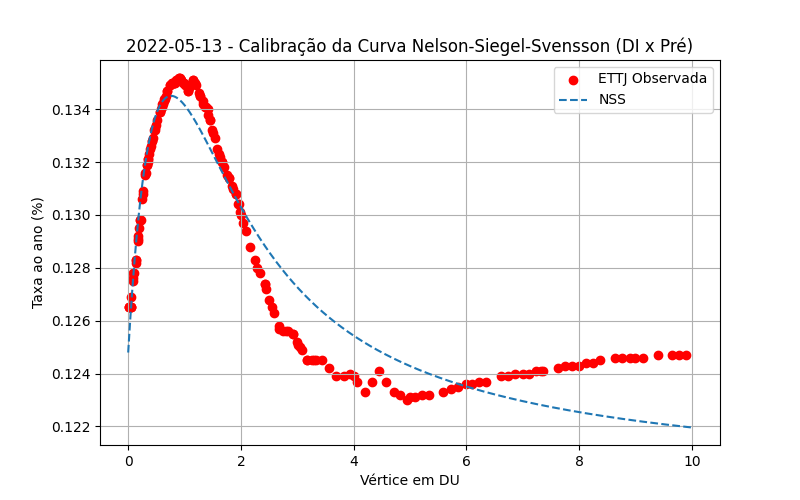 2022-05-13 - Calibração da Curva Nelson-Siegel-Svensson (DI x Pré)
ETTJ Observada
NSS
Taxa ao ano (%)
0.134
0.132
0.130
0.128
0.126
0.124
0.122
0 2 4 6 8 10
Vértice em DU